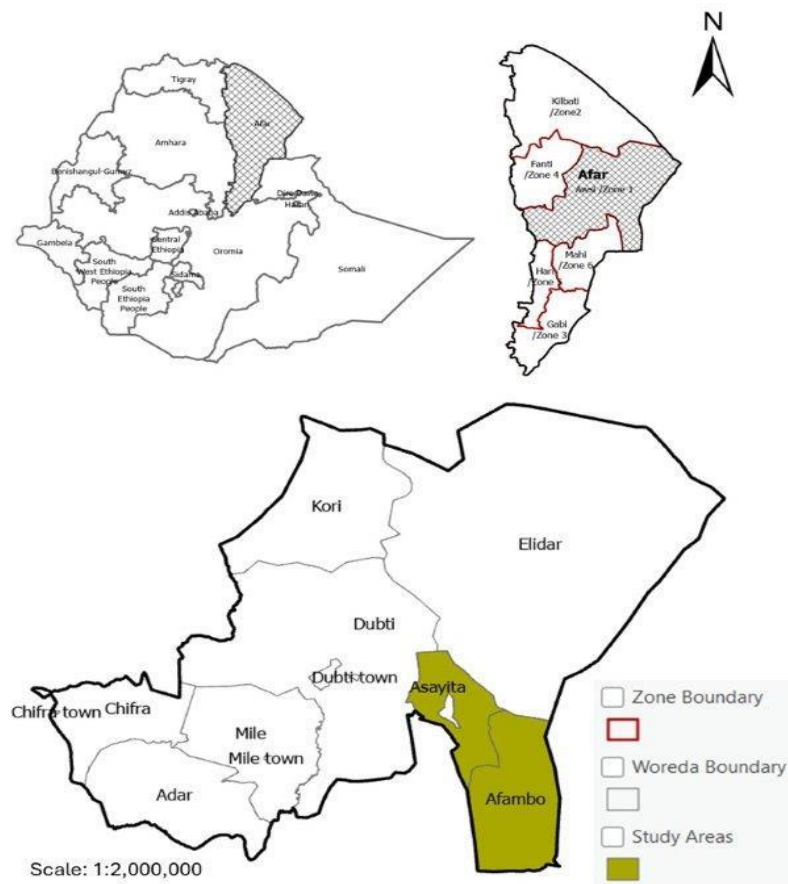 N
Tigray
Afar
Amhara
Benishangul-Gumuz
Dire Dawa
Harari
Addis Ababa
Gambela
Central
Ethiopia
Oromia
South
West Ethiopia
People
Sidama
Somali
South
Ethiopia
People
Kilbati
/Zone2
Fanti
/Zone 4
Afar
Awsi /Zone 1
Mahi
/Zone 6
Hari
/Zone
Gabi
/Zone 3
Kori
Elidar
Dubti
Dubti town
Asayita
Chifra town
Chifra
Mile
Mile town
Adar
Afambo
Zone Boundary
Woreda Boundary
Study Areas
Scale: 1:2,000,000